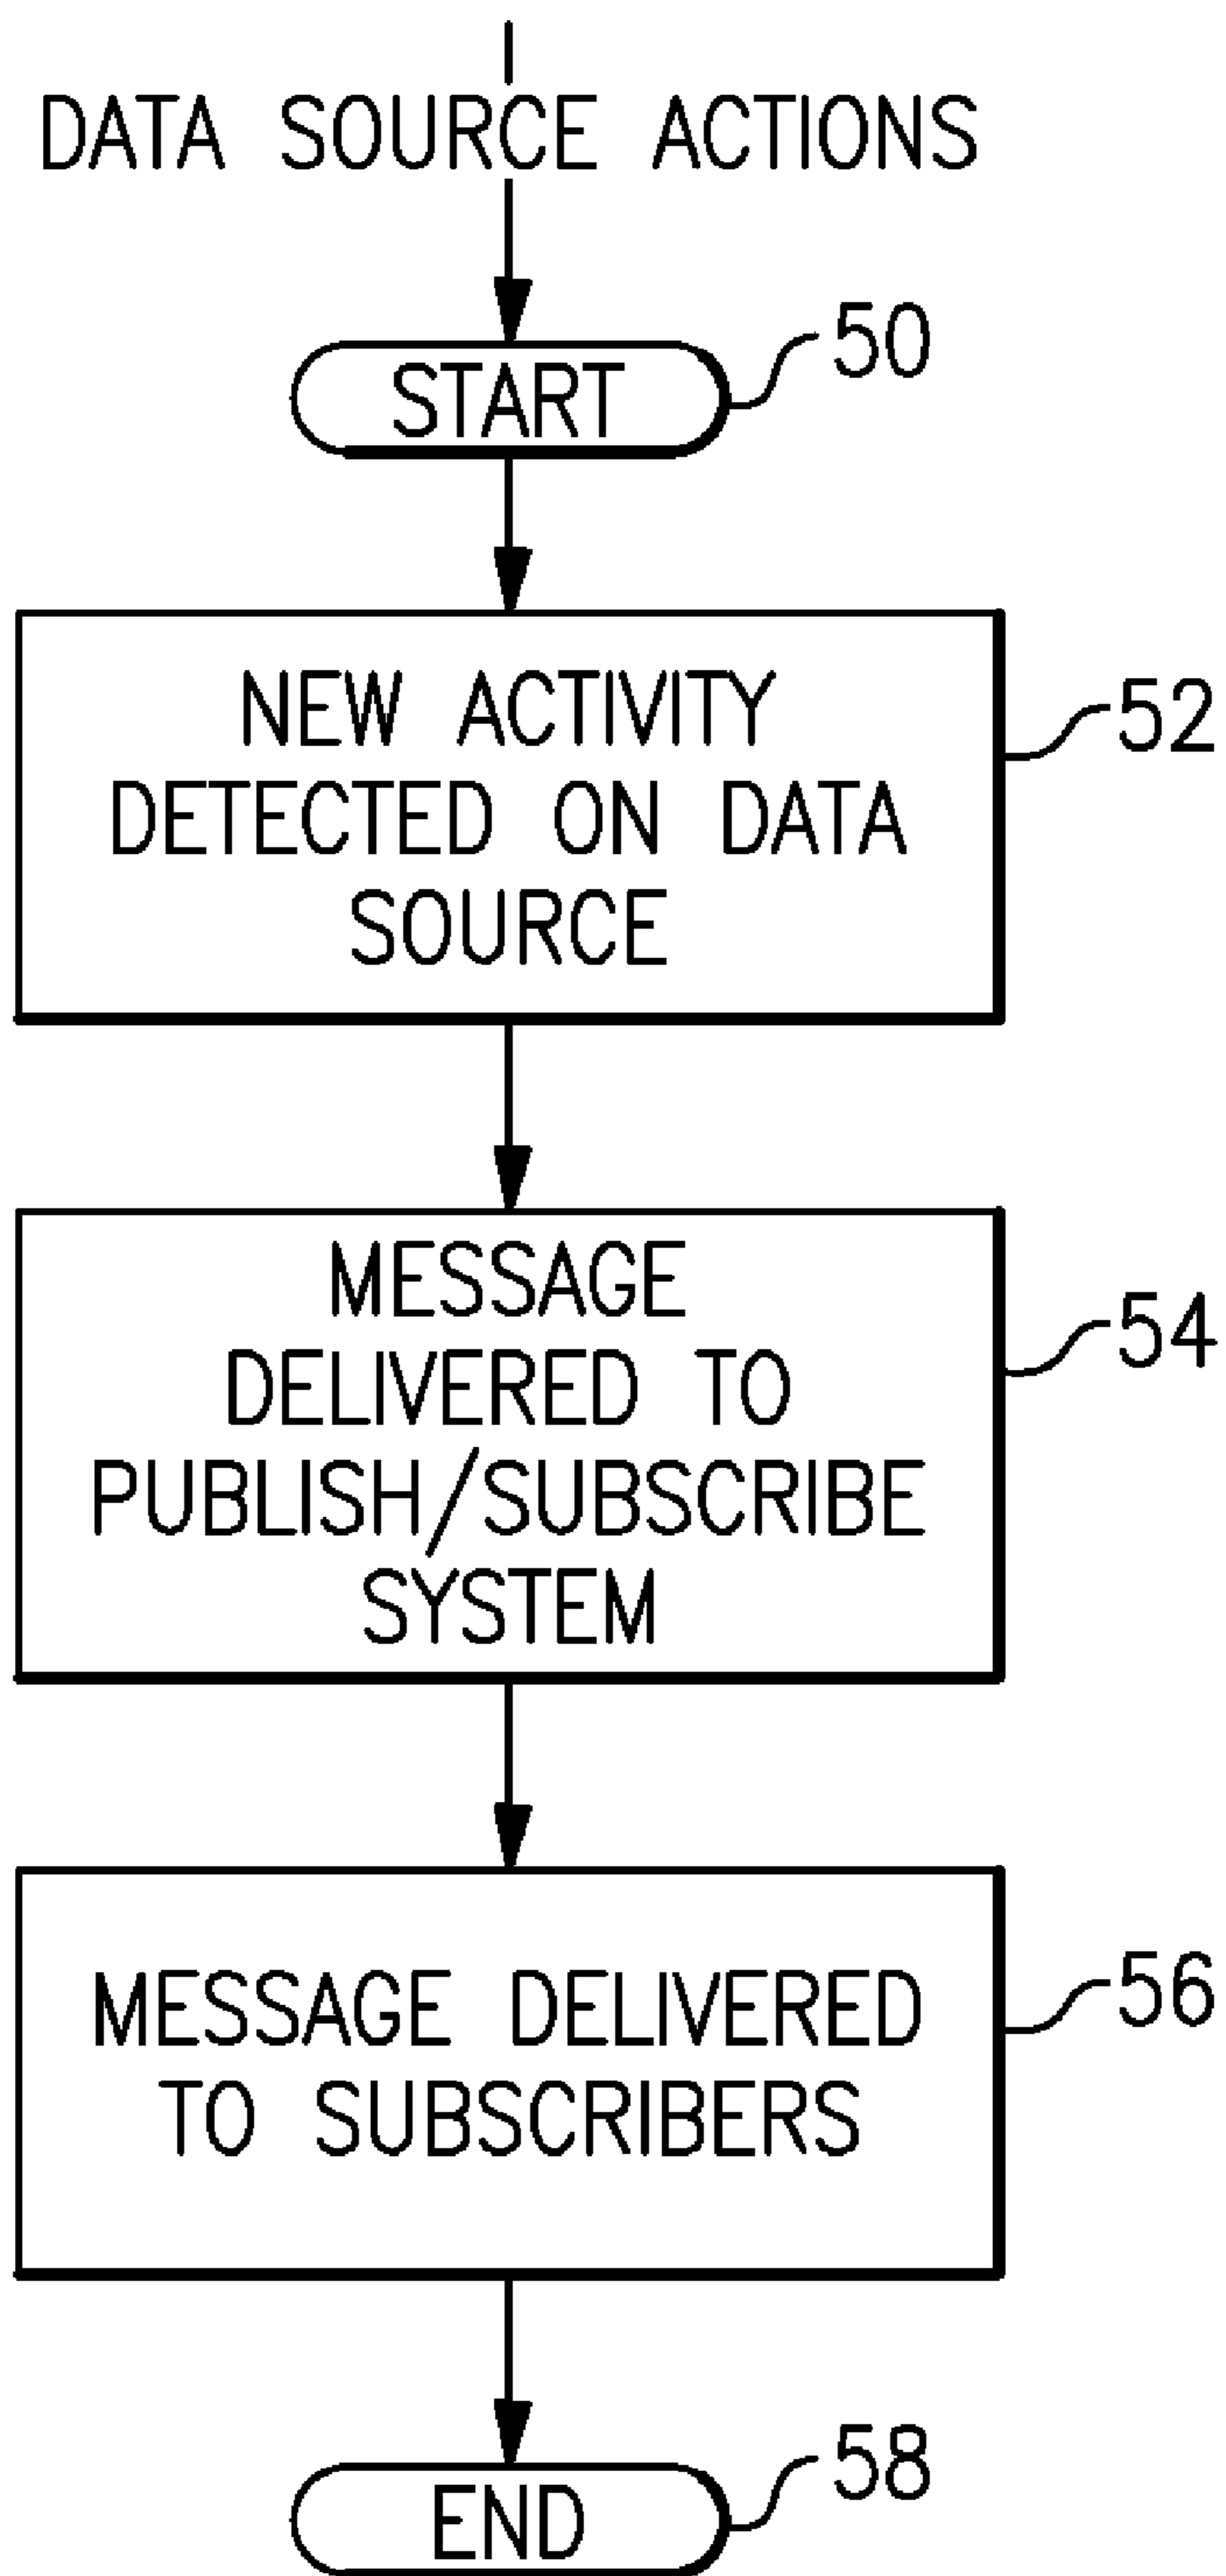 DATA SOURCE ACTIONS
START
50
NEW ACTIVITY
DETECTED ON DATA
SOURCE
52
MESSAGE
DELIVERED TO
PUBLISH/SUBSCRIBE
SYSTEM
54
MESSAGE DELIVERED
TO SUBSCRIBERS
56
END
58